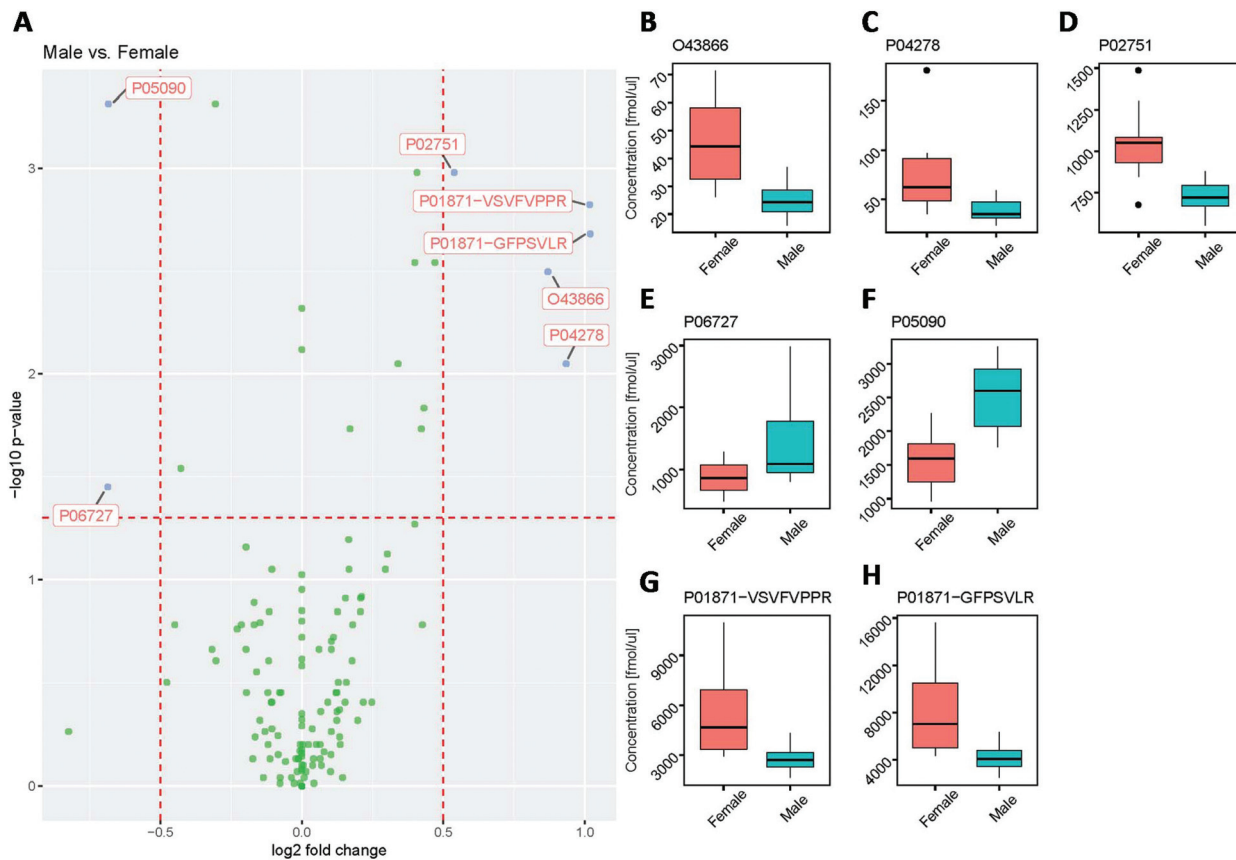 A
Male vs. Female
P05090
P02751
P01871-VSVFVPPR
P01871-GFPSVLR
O43866
P04278
P06727
3
2
1
0
-log10 p-value
−0.5
0.0
0.5
1.0
log2 fold change
B
O43866
Concentration [fmol/ul]
70
60
50
40
30
20
Female
Male
C
P04278
150
100
50
Female
Male
D
P02751
1500
1250
1000
750
Female
Male
E
P06727
Concentration [fmol/ul]
3000
2000
1000
Female
Male
F
P05090
3000
2500
2000
1500
1000
Female
Male
G
P01871-VSVFVPPR
Concentration [fmol/ul]
9000
6000
3000
Female
Male
H
P01871-GFPSVLR
16000
12000
8000
4000
Female
Male